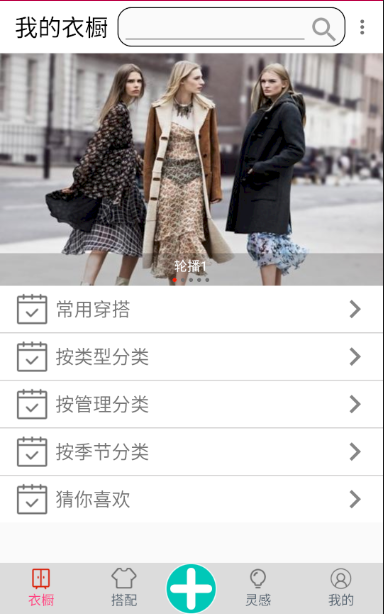 我的衣橱
轮播1
常用穿搭
按类型分类
按管理分类
按季节分类
猜你喜欢
衣橱
搭配
灵感
我的